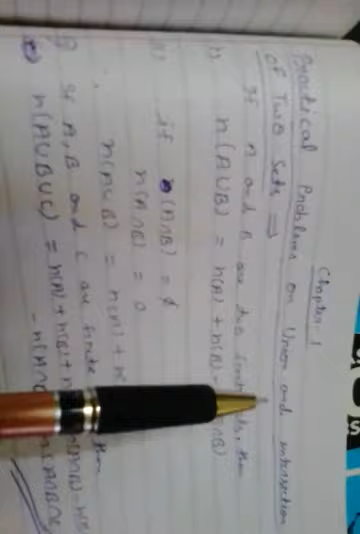 Chapter-1
Practical Problems on Union and intersection
of Two Sets ⇒
If A and B are two finite sets, then
1) n(A∪B) = n(A) + n(B) - n(A∩B)
if n(A∩B) = φ
n(A∩B) = 0
∴ n(A∪B) = n(A) + n
If A, B and C are finite then
n(A∪B∪C) = n(A) + n(B) + n
- n(A∩ n(A∩B∩C